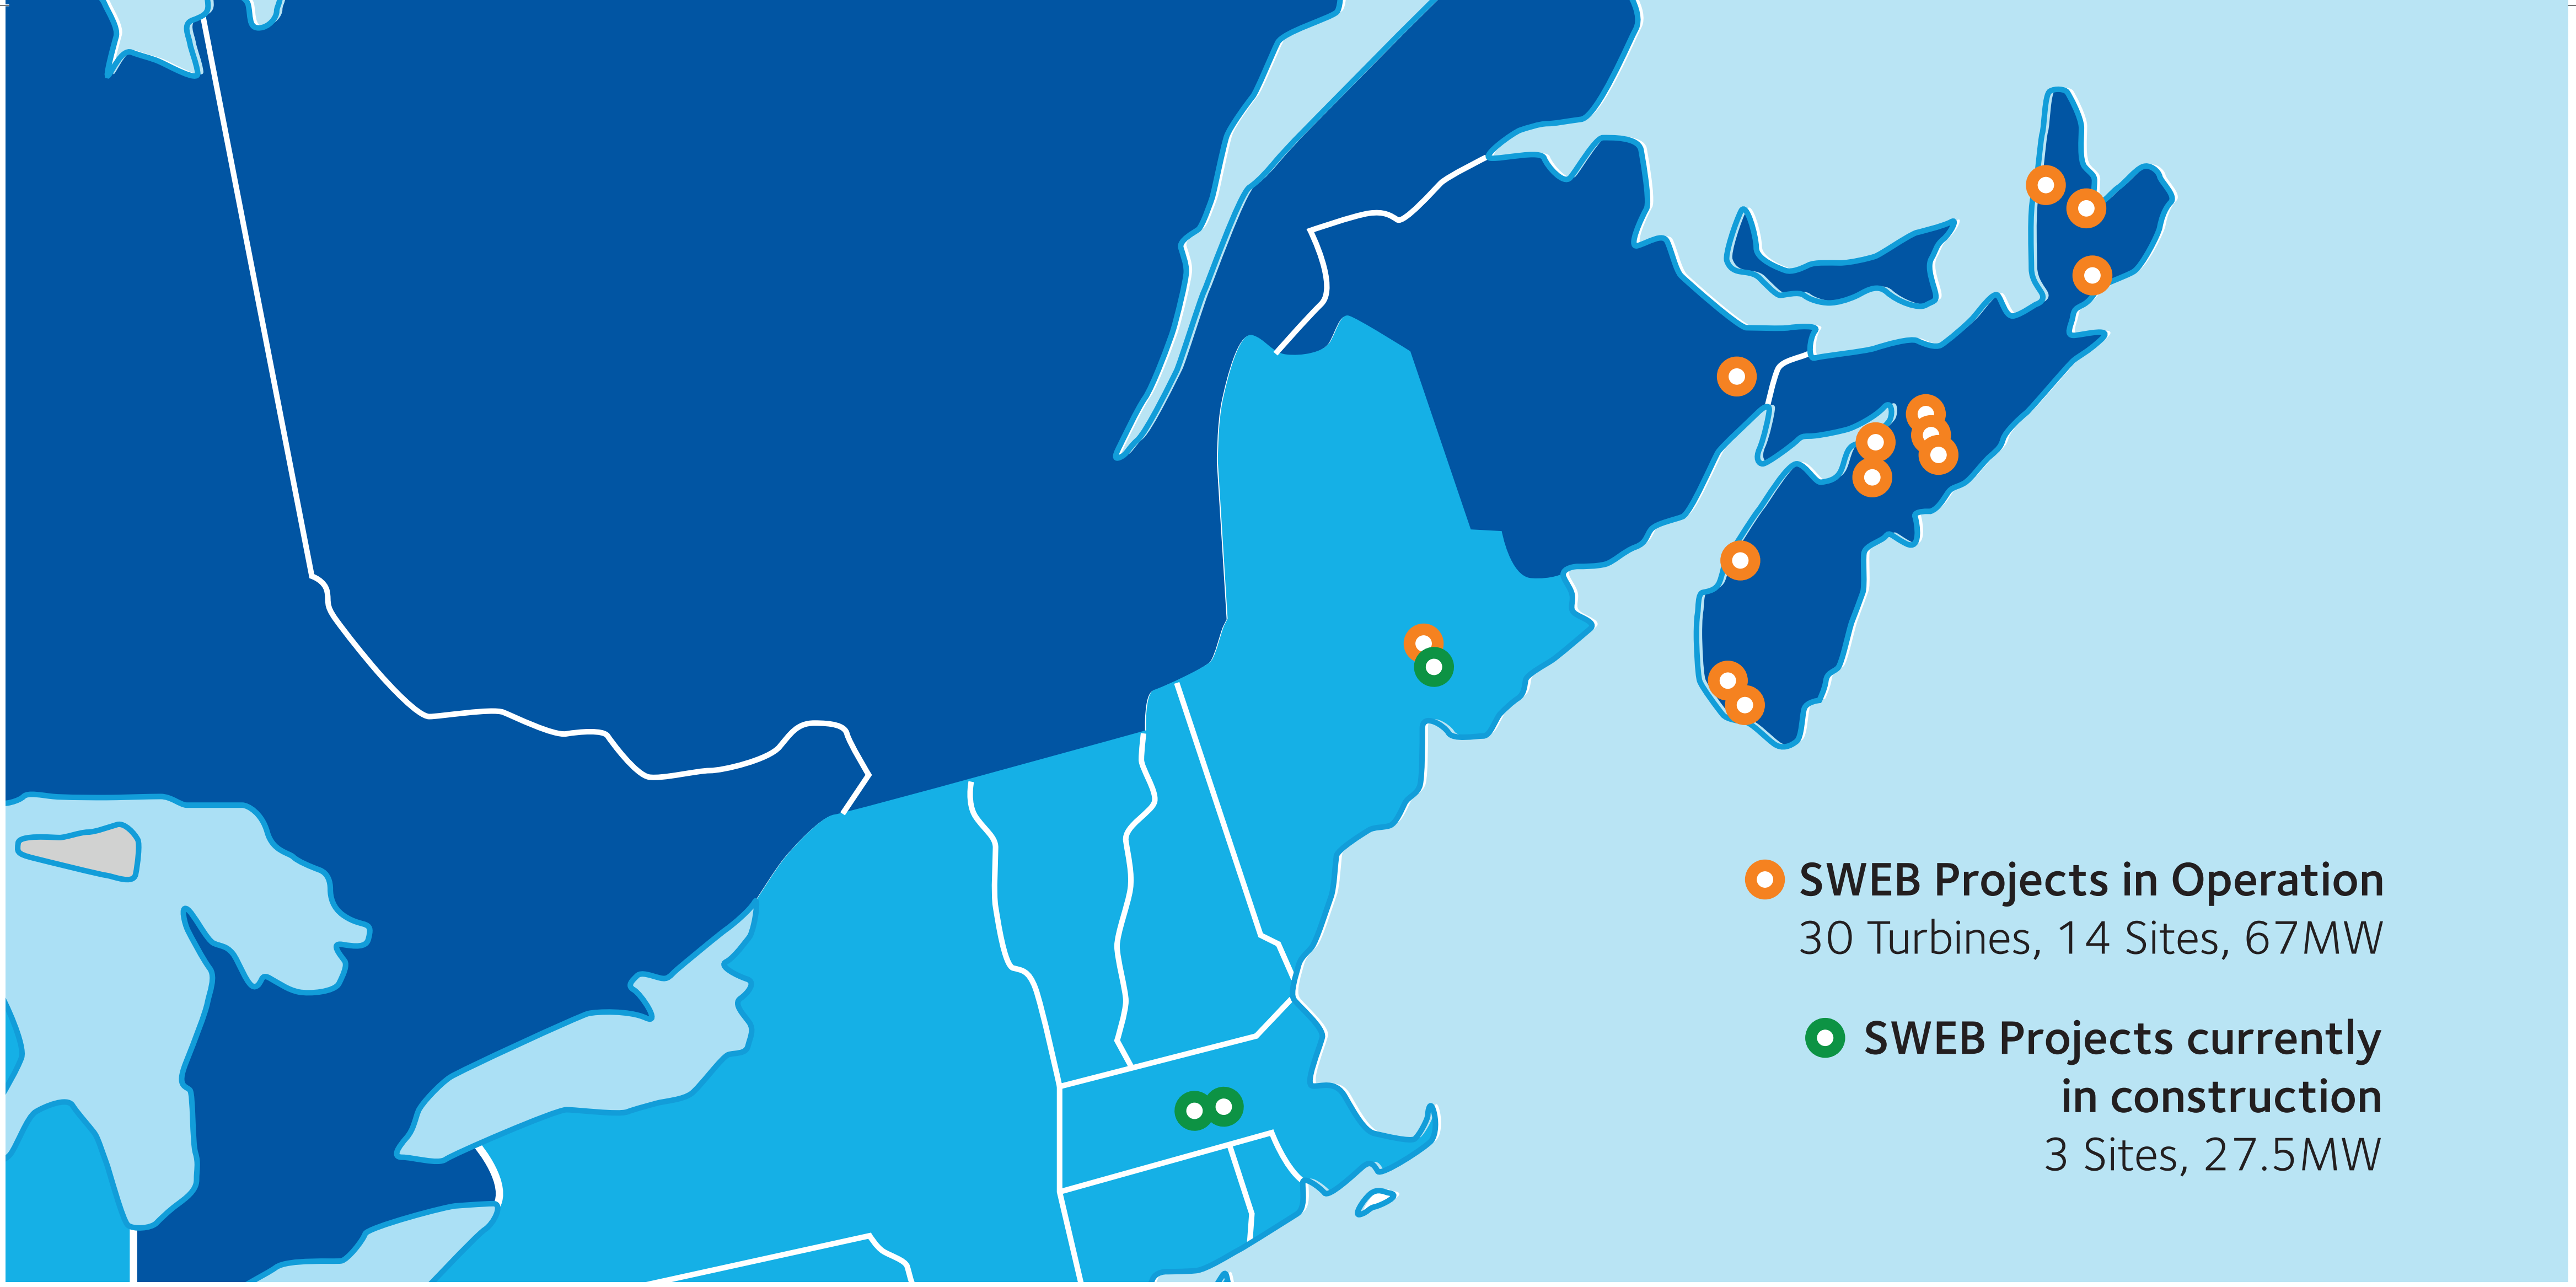 SWEB Projects in Operation
30 Turbines, 14 Sites, 67MW
SWEB Projects currently
in construction
3 Sites, 27.5MW